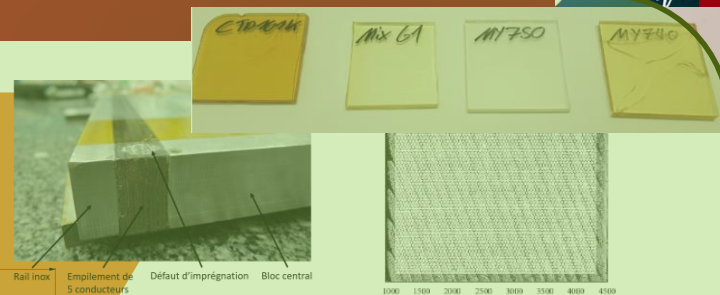 CTD101K Mix 61 MY750 MY740
Rail inox Empilement de Défaut d'imprégnation Bloc central
5 conducteurs
1000 1500 2000 2500 3000 3500 4000 4500